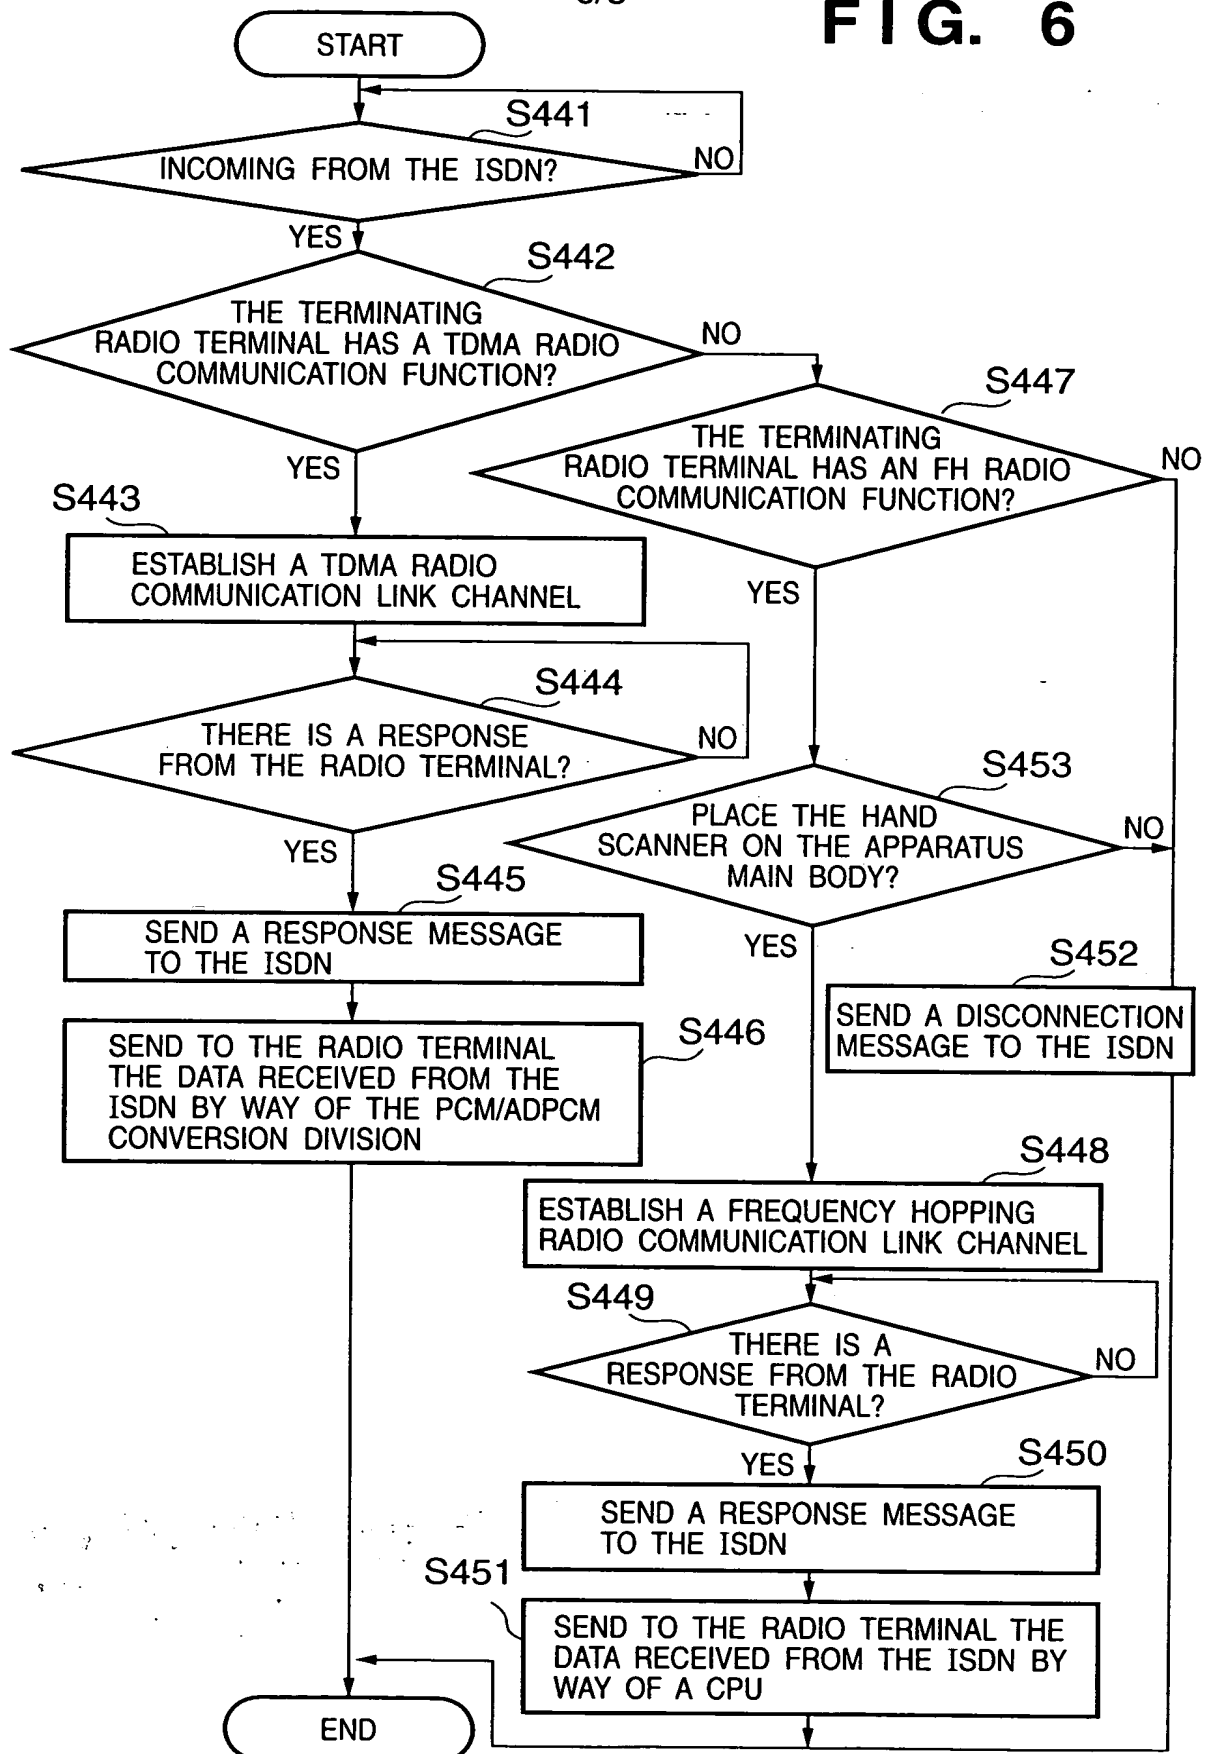 FIG. 6
START
S441
INCOMING FROM THE ISDN?
NO
YES
S442
THE TERMINATING
RADIO TERMINAL HAS A TDMA RADIO
COMMUNICATION FUNCTION?
NO
YES
S447
THE TERMINATING
RADIO TERMINAL HAS AN FH RADIO
COMMUNICATION FUNCTION?
NO
YES
S443
ESTABLISH A TDMA RADIO
COMMUNICATION LINK CHANNEL
S444
THERE IS A RESPONSE
FROM THE RADIO TERMINAL?
NO
YES
S453
PLACE THE HAND
SCANNER ON THE APPARATUS
MAIN BODY?
NO
YES
S445
SEND A RESPONSE MESSAGE
TO THE ISDN
S452
SEND A DISCONNECTION
MESSAGE TO THE ISDN
S446
SEND TO THE RADIO TERMINAL
THE DATA RECEIVED FROM THE
ISDN BY WAY OF THE PCM/ADPCM
CONVERSION DIVISION
S448
ESTABLISH A FREQUENCY HOPPING
RADIO COMMUNICATION LINK CHANNEL
S449
THERE IS A
RESPONSE FROM THE RADIO
TERMINAL?
NO
YES
S450
SEND A RESPONSE MESSAGE
TO THE ISDN
S451
SEND TO THE RADIO TERMINAL THE
DATA RECEIVED FROM THE ISDN BY
WAY OF A CPU
END